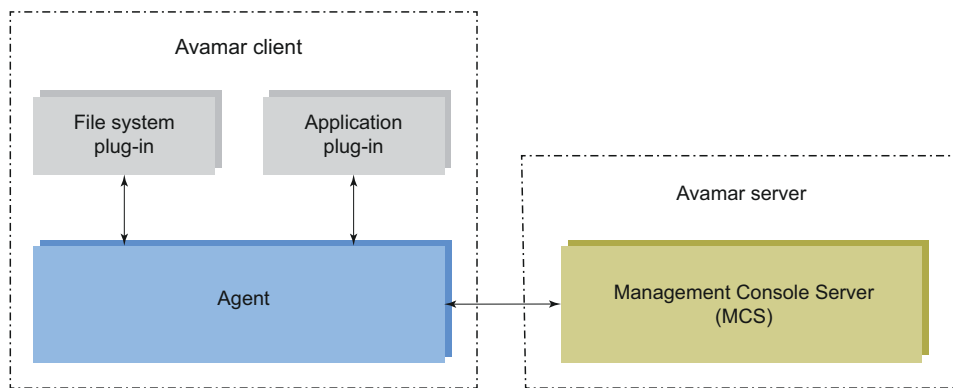 Avamar client
File system
plug-in
Application
plug-in
Agent
Avamar server
Management Console Server
(MCS)